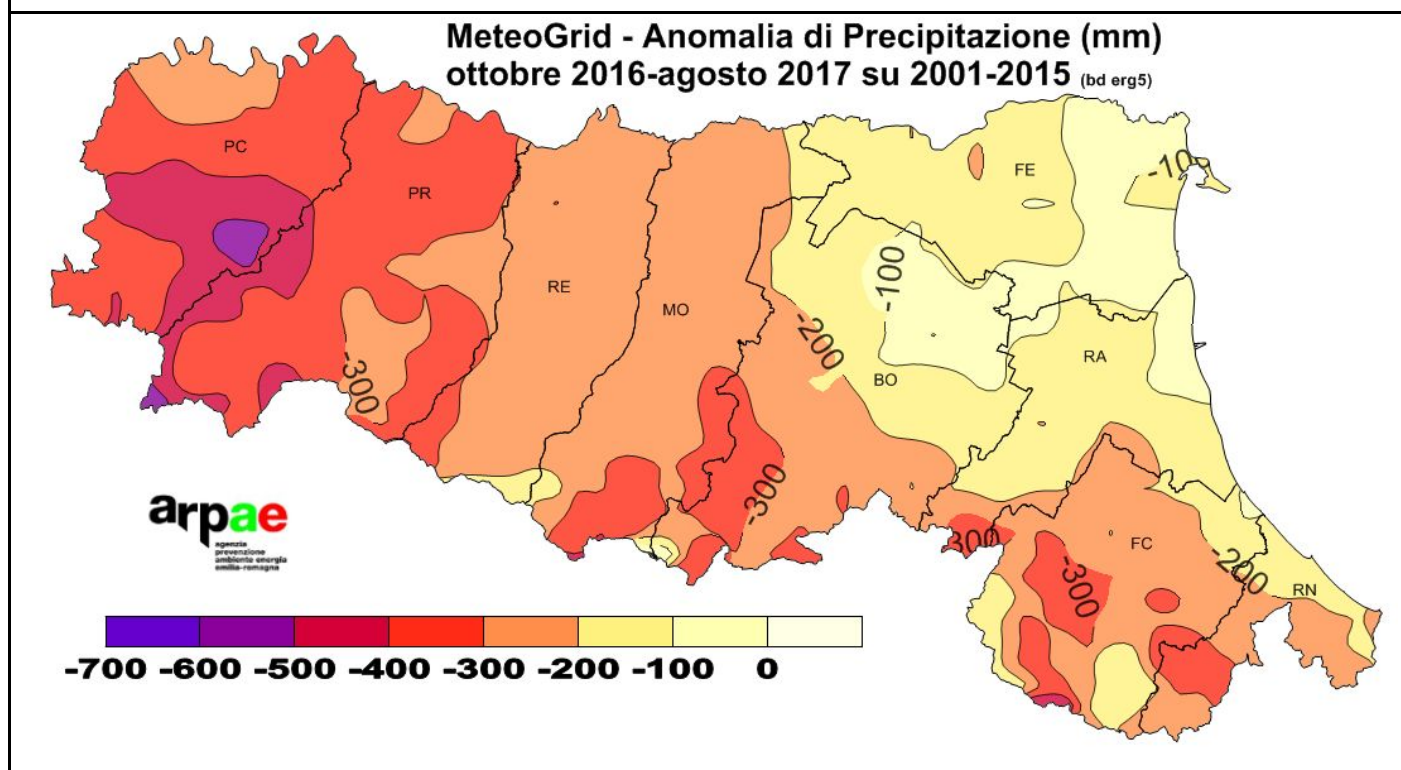 MeteoGrid - Anomalia di Precipitazione (mm)
ottobre 2016-agosto 2017 su 2001-2015 (bd erg5)
PC
PR
FE
-100
RE
MO
-100
-200
BO
RA
-300
-300
300
FC
-300
-200
RN
arpae
agenzia
prevenzione
ambiente energia
emilia-romagna
-700 -600 -500 -400 -300 -200 -100 0